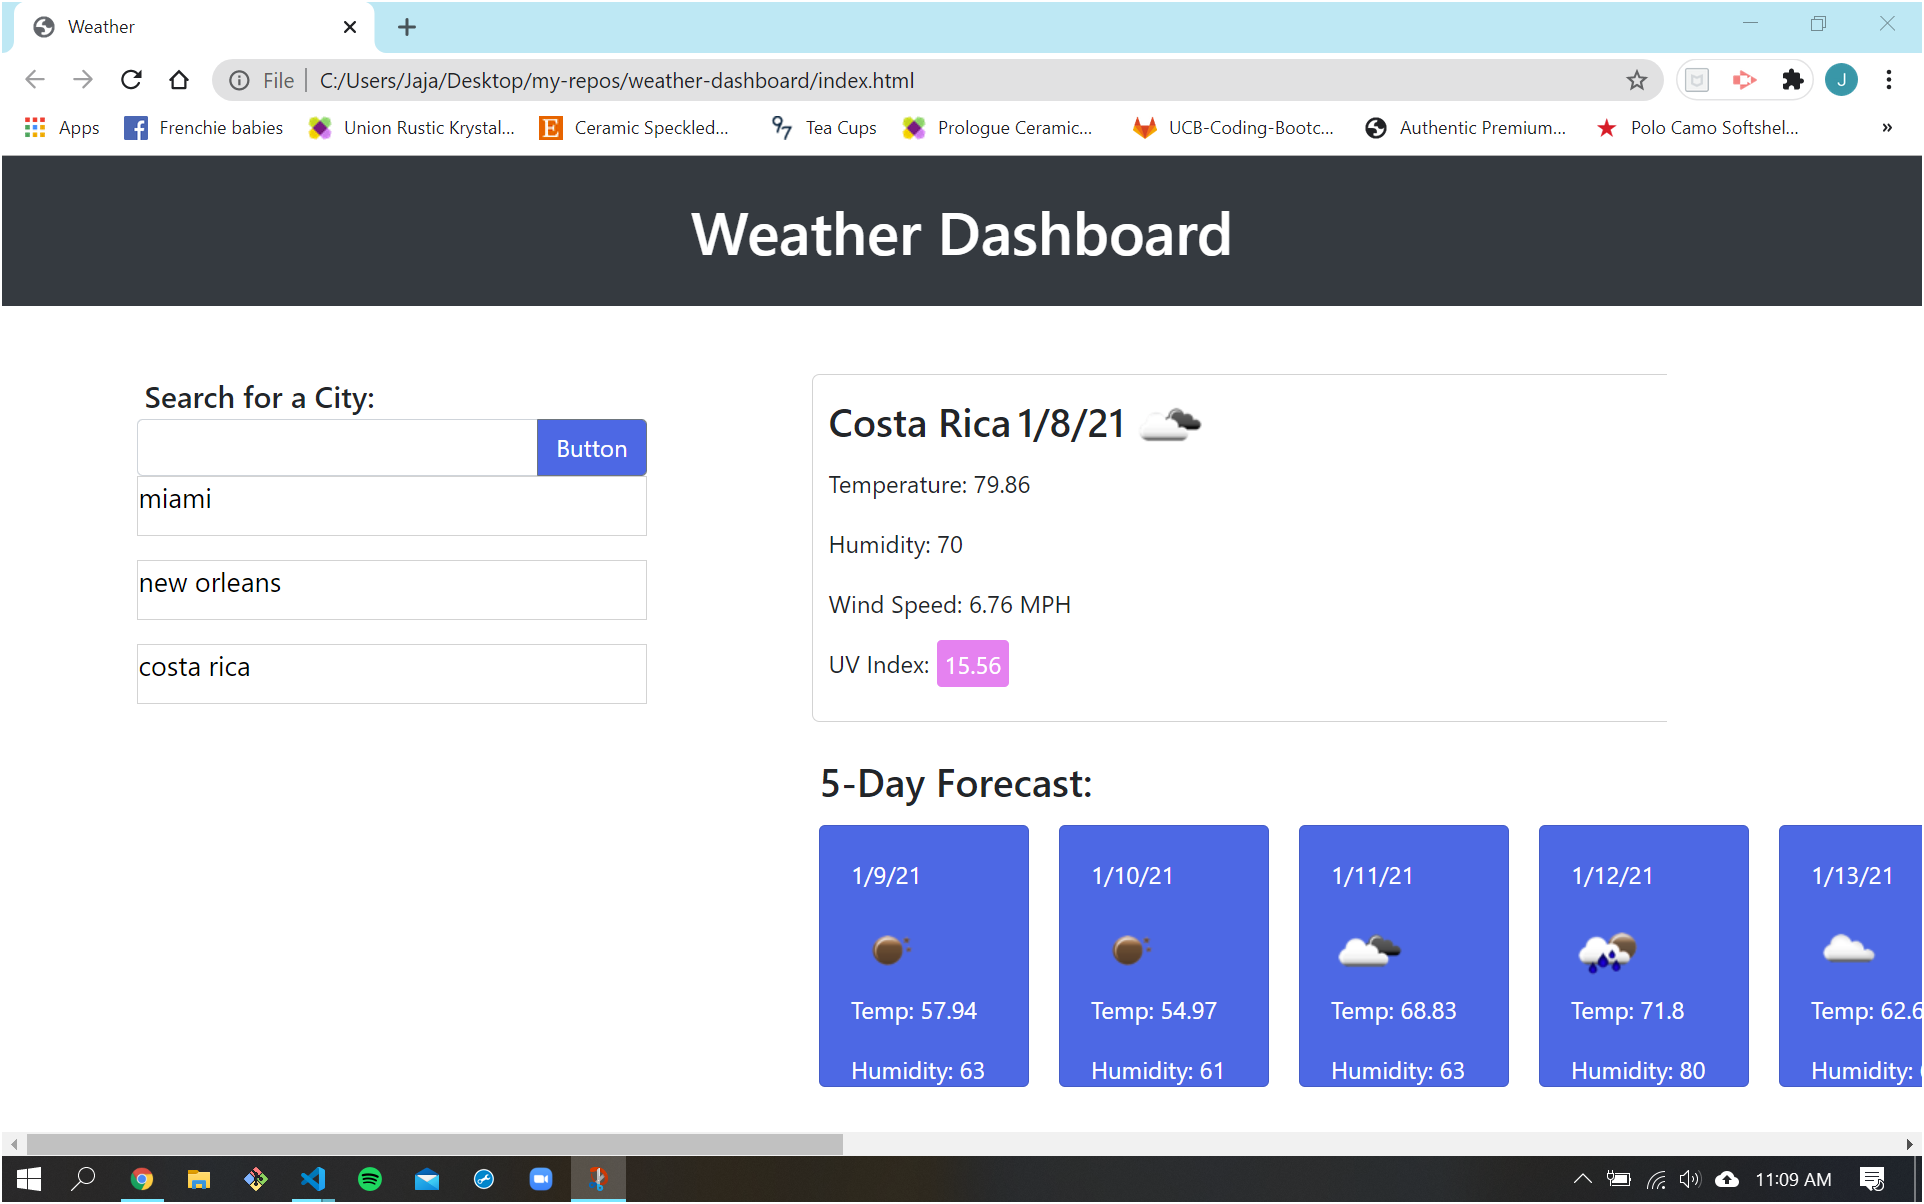 Weather
File C:/Users/Jaja/Desktop/my-repos/weather-dashboard/index.html
J
Apps Frenchie babies Union Rustic Krystal... E Ceramic Speckled... 97 Tea Cups Prologue Ceramic... UCB-Coding-Bootc... Authentic Premium... Polo Camo Softshel... »
Weather Dashboard
Search for a City:
Button
miami
new orleans
costa rica
Costa Rica 1/8/21
Temperature: 79.86
Humidity: 70
Wind Speed: 6.76 MPH
UV Index: 15.56
5-Day Forecast:
1/9/21
Temp: 57.94
Humidity: 63
1/10/21
Temp: 54.97
Humidity: 61
1/11/21
Temp: 68.83
Humidity: 63
1/12/21
Temp: 71.8
Humidity: 80
1/13/21
Temp: 62.6
Humidity:
11:09 AM